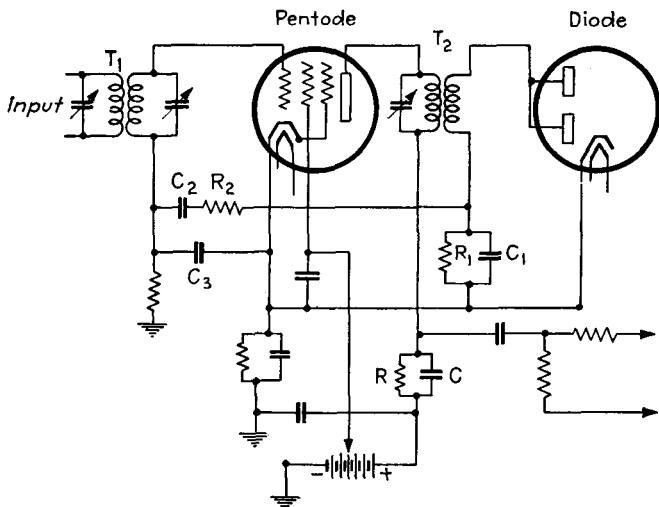 Pentode
Diode
T₁
T₂
Input
C₂ R₂
C₃
R₁ C₁
R C
- +